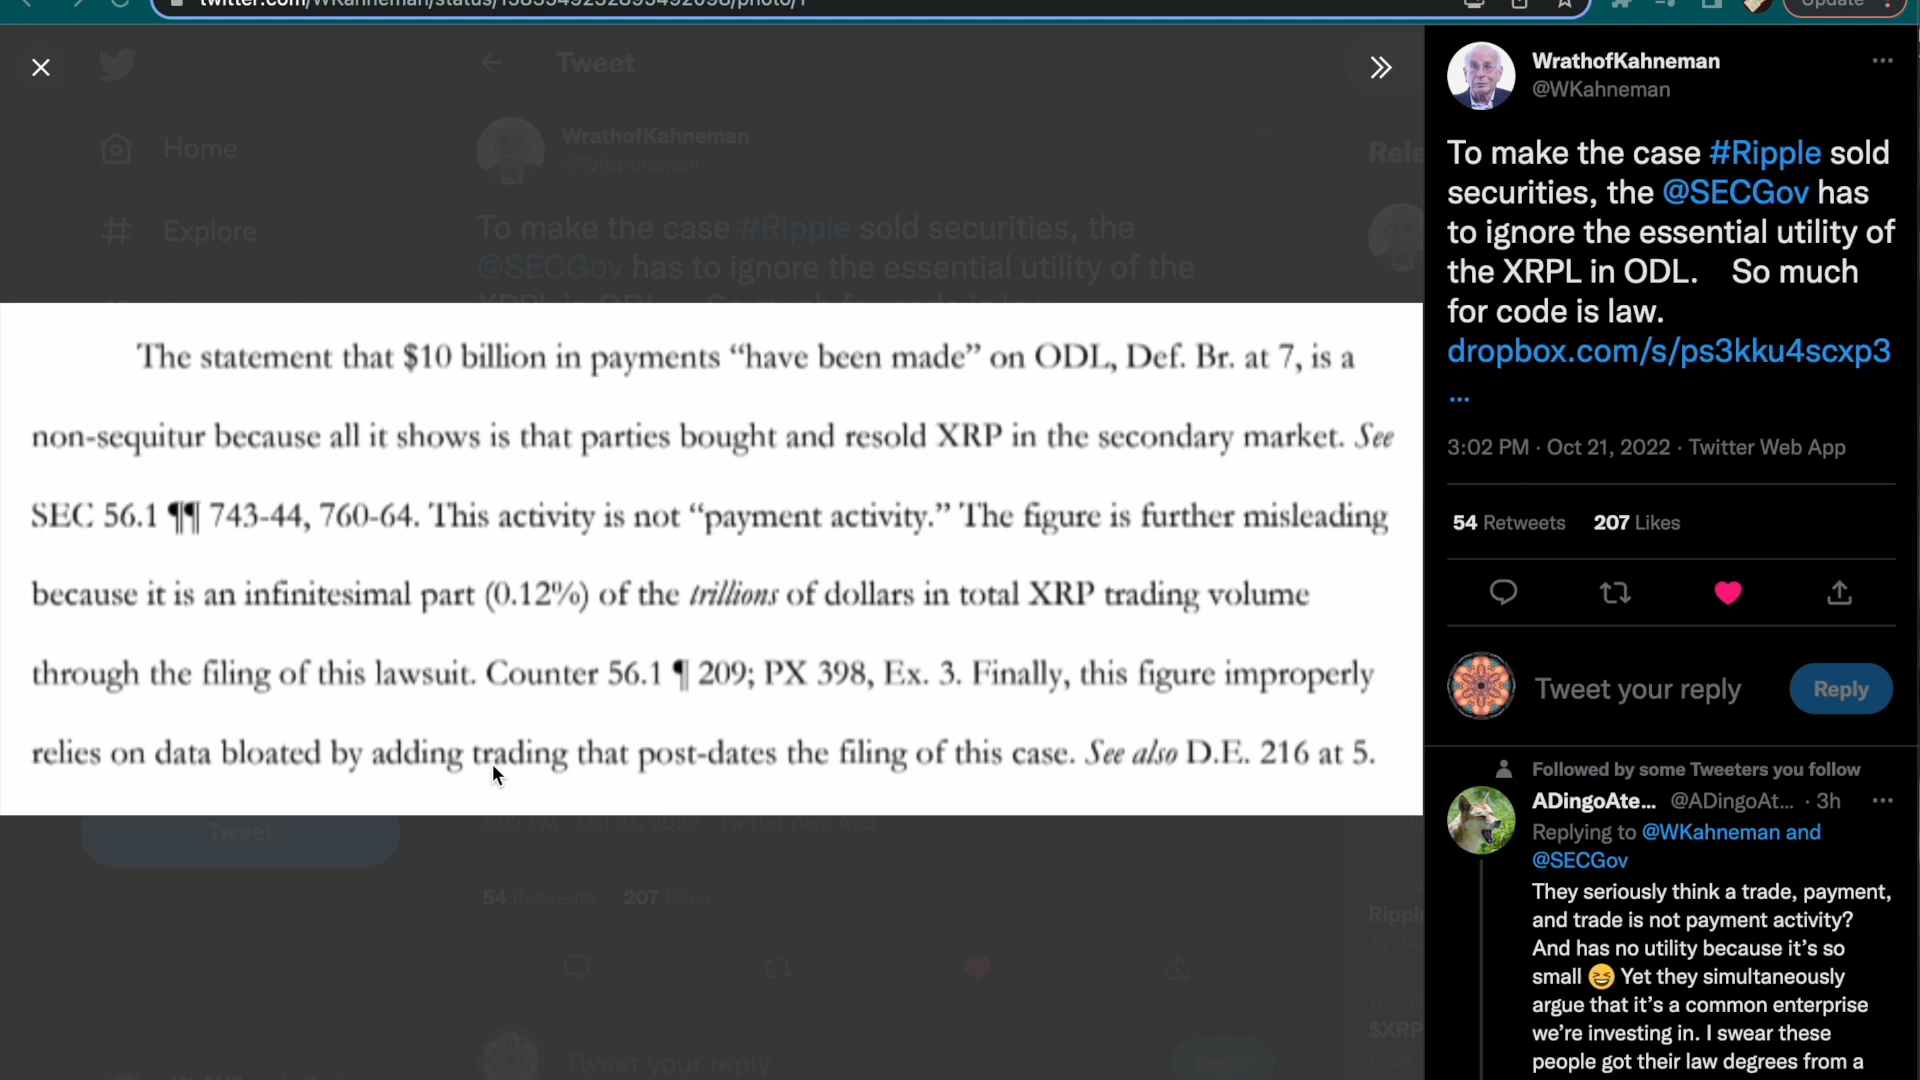 Update
Tweet
WrathofKahneman
@WKahneman
Home
Explore
To make the case #Ripple sold securities, the
@SECGov has to ignore the essential utility of the
The statement that $10 billion in payments “have been made” on ODL, Def. Br. at 7, is a
non-sequitur because all it shows is that parties bought and resold XRP in the secondary market. See
SEC 56.1 ¶¶ 743-44, 760-64. This activity is not “payment activity.” The figure is further misleading
because it is an infinitesimal part (0.12%) of the trillions of dollars in total XRP trading volume
through the filing of this lawsuit. Counter 56.1 ¶ 209; PX 398, Ex. 3. Finally, this figure improperly
relies on data bloated by adding trading that post-dates the filing of this case. See also D.E. 216 at 5.
Tweet
54 Retweets 207 Likes
Tweet your reply
Reply
WrathofKahneman
@WKahneman
To make the case #Ripple sold
securities, the @SECGov has
to ignore the essential utility of
the XRPL in ODL. So much
for code is law.
dropbox.com/s/ps3kku4scxp3
...
3:02 PM · Oct 21, 2022 · Twitter Web App
54 Retweets 207 Likes
Tweet your reply
Reply
Followed by some Tweeters you follow
ADingoAte... @ADingoAt... · 3h
Replying to @WKahneman and
@SECGov
They seriously think a trade, payment,
and trade is not payment activity?
And has no utility because it’s so
small 😆 Yet they simultaneously
argue that it’s a common enterprise
we’re investing in. I swear these
people got their law degrees from a